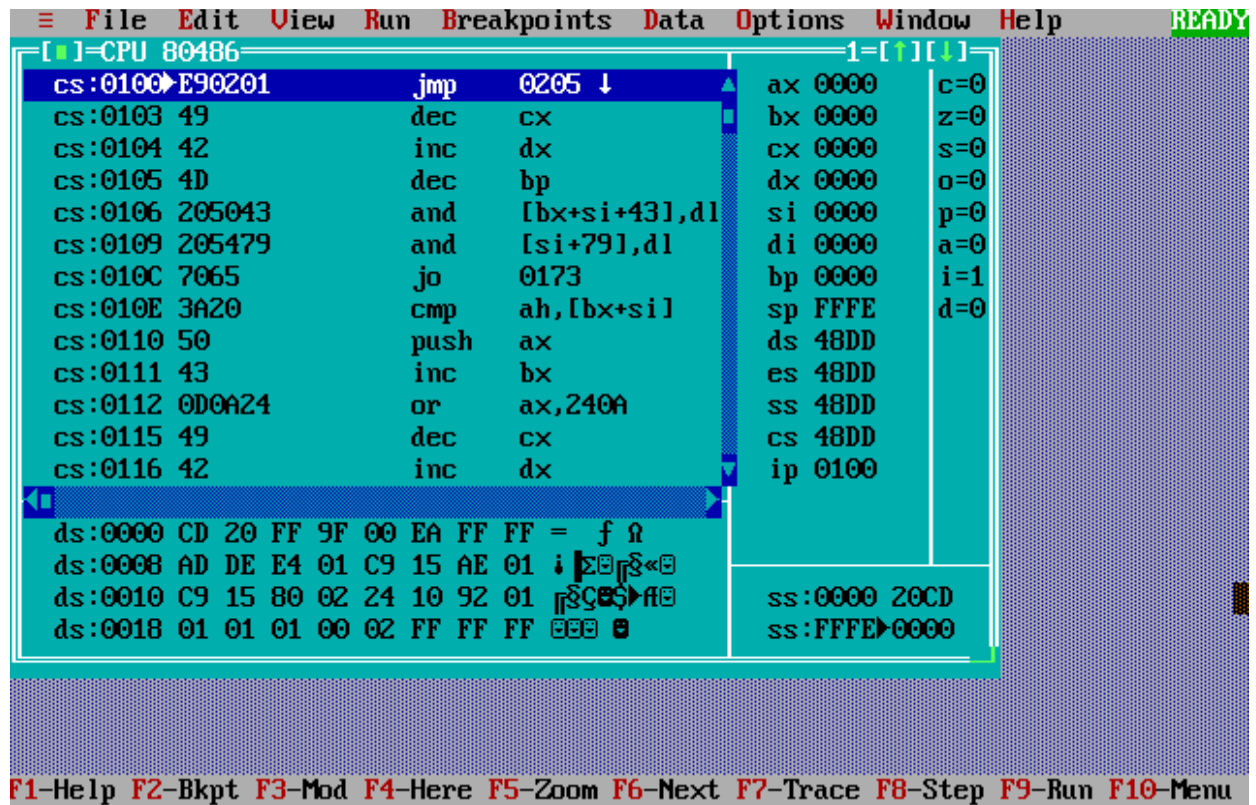 ≡ File Edit View Run Breakpoints Data Options Window Help READY
[■]=CPU 80486 1=[↑][↓]
cs:0100►E90201 jmp 0205 ↓ ax 0000 c=0
cs:0103 49 dec cx bx 0000 z=0
cs:0104 42 inc dx cx 0000 s=0
cs:0105 4D dec bp dx 0000 o=0
cs:0106 205043 and [bx+si+43],dl si 0000 p=0
cs:0109 205479 and [si+79],dl di 0000 a=0
cs:010C 7065 jo 0173 bp 0000 i=1
cs:010E 3A20 cmp ah,[bx+si] sp FFFE d=0
cs:0110 50 push ax ds 48DD
cs:0111 43 inc bx es 48DD
cs:0112 0D0A24 or ax,240A ss 48DD
cs:0115 49 dec cx cs 48DD
cs:0116 42 inc dx ip 0100
ds:0000 CD 20 FF 9F 00 EA FF FF = ƒ Ω
ds:0008 AD DE E4 01 C9 15 AE 01 ¡▐Σ☺╔§«☺
ds:0010 C9 15 80 02 24 10 92 01 ╔§Ç☻$►Æ☺ ss:0000 20CD
ds:0018 01 01 01 00 02 FF FF FF ☺☺☺ ☻ ss:FFFE►0000
F1-Help F2-Bkpt F3-Mod F4-Here F5-Zoom F6-Next F7-Trace F8-Step F9-Run F10-Menu